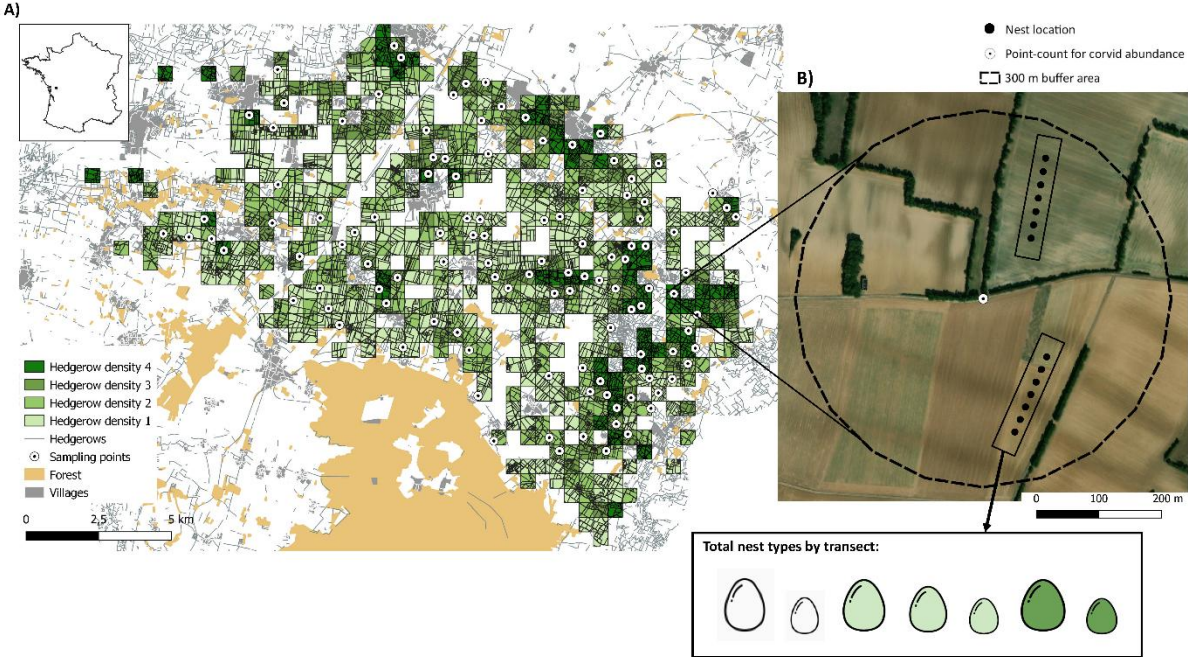 A)
Nest location
Point-count for corvid abundance
300 m buffer area
B)
Hedgerow density 4
Hedgerow density 3
Hedgerow density 2
Hedgerow density 1
Hedgerows
Sampling points
Forest
Villages
0 2,5 5 km
0 100 200 m
Total nest types by transect: